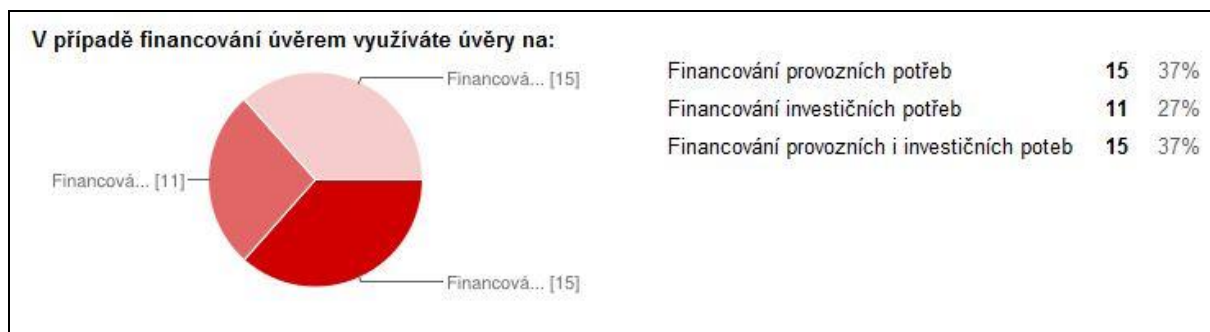 V případě financování úvěrem využíváte úvěry na:
Financová... [15]
Financová... [11]
Financová... [15]
Financování provozních potřeb 15 37%
Financování investičních potřeb 11 27%
Financování provozních i investičních poteb 15 37%